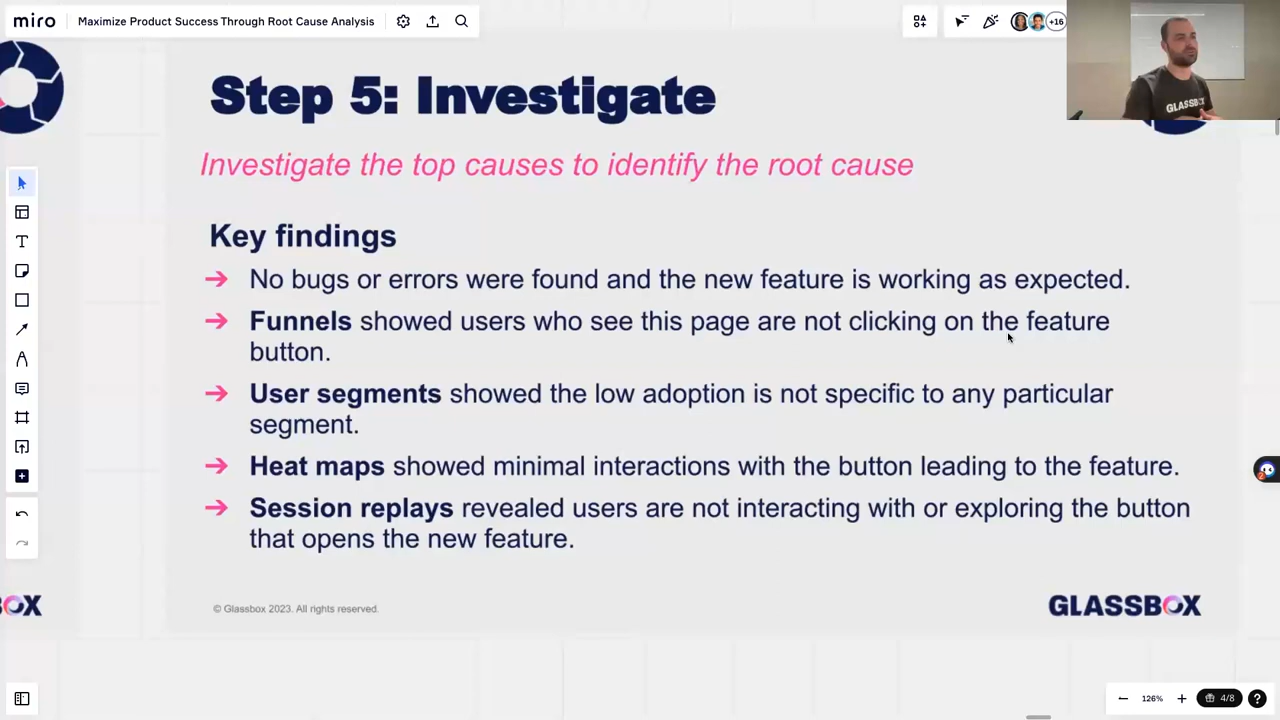 miro
Maximize Product Success Through Root Cause Analysis
+16
GLASSBOX
Step 5: Investigate
Investigate the top causes to identify the root cause
Key findings
➔ No bugs or errors were found and the new feature is working as expected.
➔ Funnels showed users who see this page are not clicking on the feature
button.
➔ User segments showed the low adoption is not specific to any particular
segment.
➔ Heat maps showed minimal interactions with the button leading to the feature.
➔ Session replays revealed users are not interacting with or exploring the button
that opens the new feature.
OX
© Glassbox 2023. All rights reserved.
GLASSBOX
126%
4/8